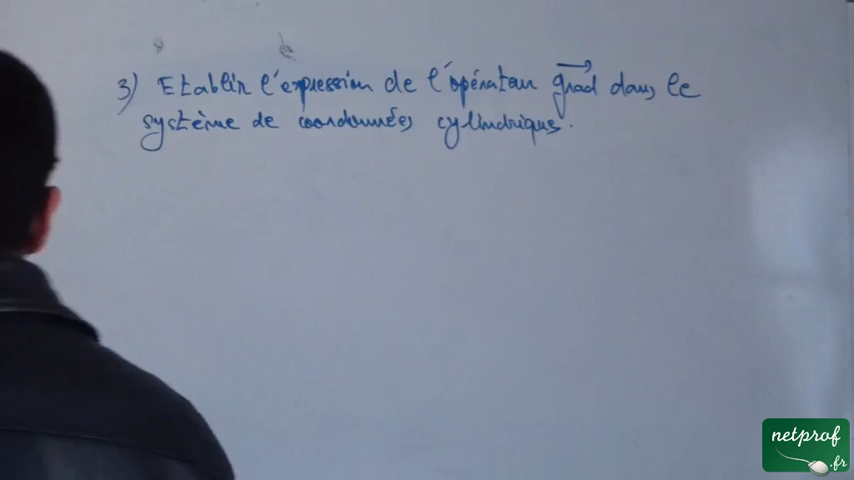 3) Etablir l'expression de l'opérateur grad dans le
système de coordonnées cylindriques.
netprof
.fr